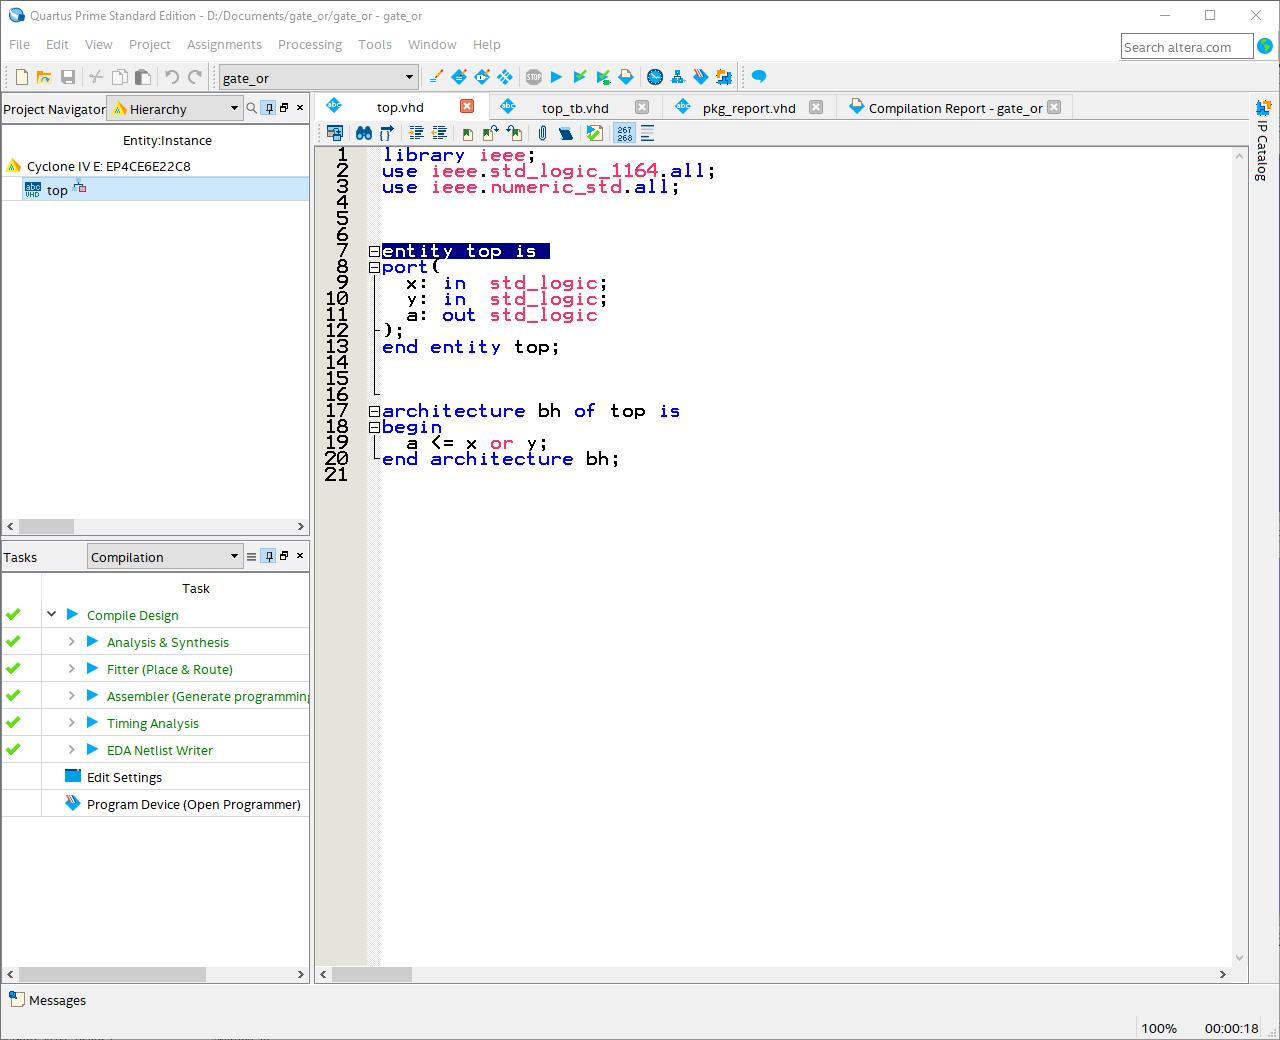 Quartus Prime Standard Edition - D:/Documents/gate_or/gate_or - gate_or
File Edit View Project Assignments Processing Tools Window Help
Search altera.com
gate_or
STOP
Project Navigator Hierarchy
Entity:Instance
Cyclone IV E: EP4CE6E22C8
abc VHD top
top.vhd top_tb.vhd pkg_report.vhd Compilation Report - gate_or
267
268
IP Catalog
1 library ieee;
2 use ieee.std_logic_1164.all;
3 use ieee.numeric_std.all;
4
5
6
7 entity top is
8 port(
9 x: in std_logic;
10 y: in std_logic;
11 a: out std_logic
12 );
13 end entity top;
14
15
16
17 architecture bh of top is
18 begin
19 a <= x or y;
20 end architecture bh;
21
Tasks Compilation
Task
Compile Design
Analysis & Synthesis
Fitter (Place & Route)
Assembler (Generate programming
Timing Analysis
EDA Netlist Writer
Edit Settings
Program Device (Open Programmer)
Messages
100% 00:00:18